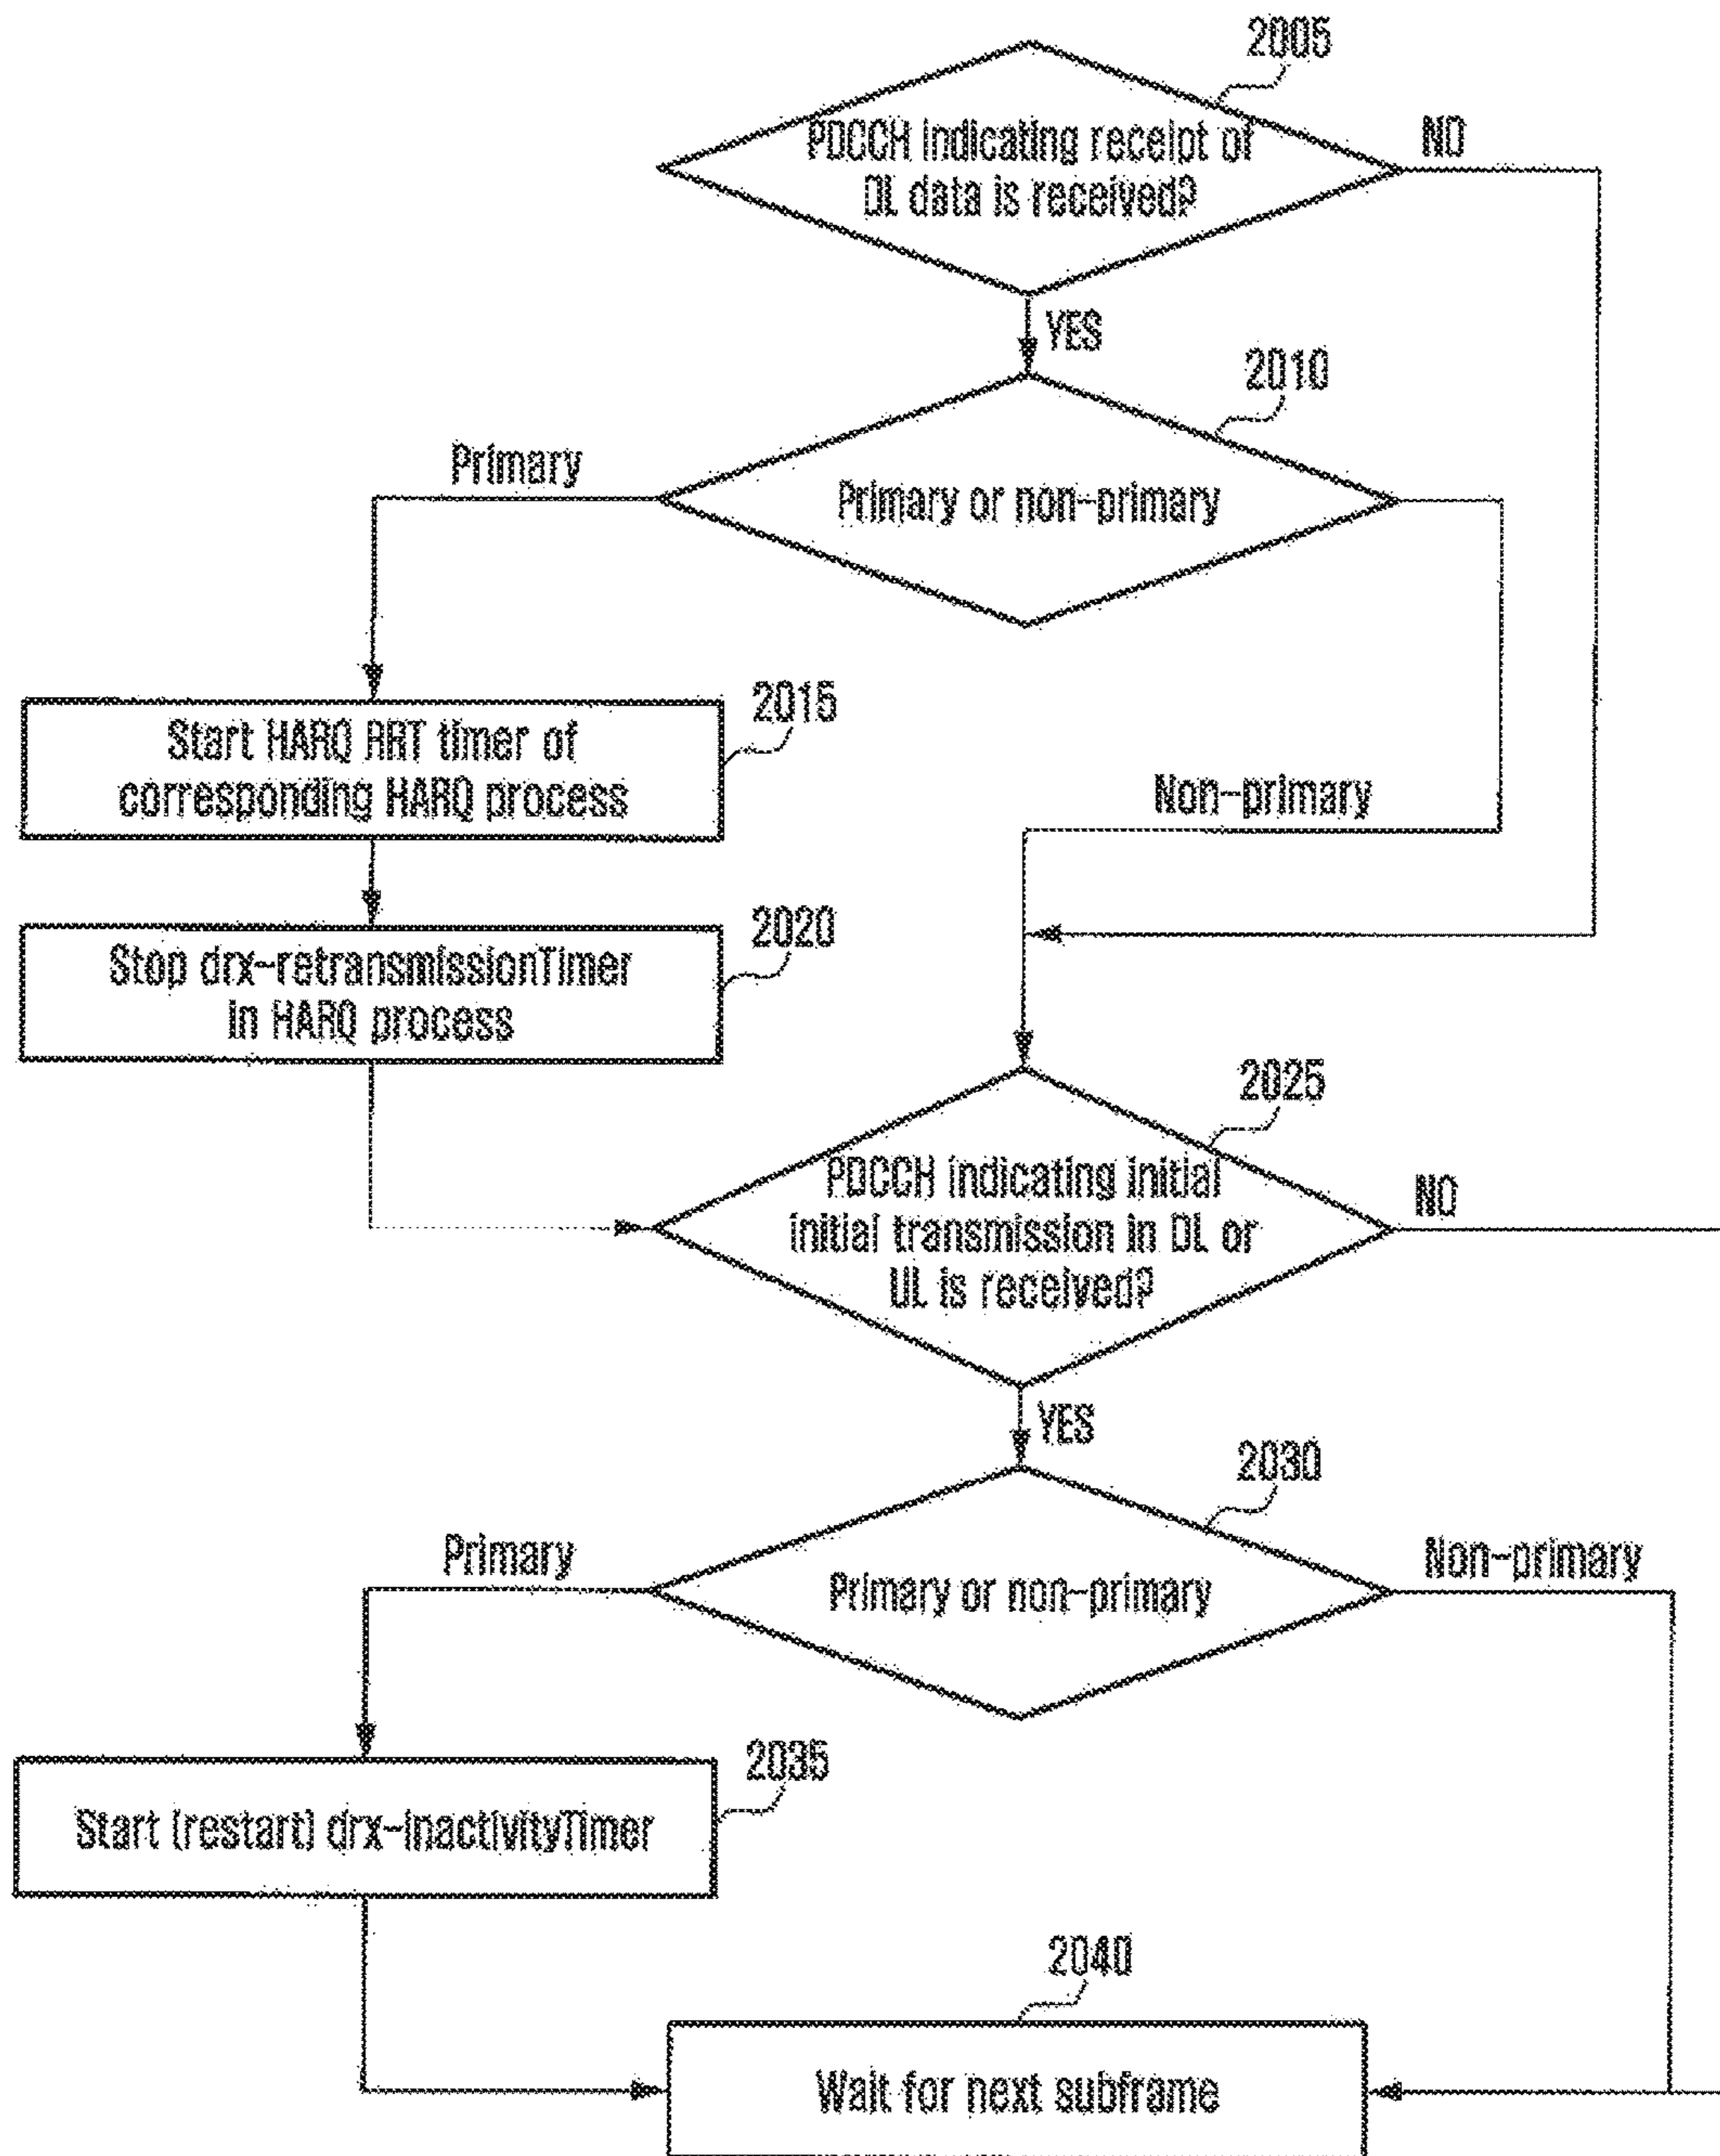 2005
PDCCH indicating receipt of
DL data is received?
NO
YES
2010
Primary or non-primary
Primary
Non-primary
2015
Start HARQ RRT timer of
corresponding HARQ process
2020
Stop drx-retransmissionTimer
in HARQ process
2025
PDCCH indicating initial
initial transmission in DL or
UL is received?
NO
YES
2030
Primary or non-primary
Primary
Non-primary
2035
Start (restart) drx-inactivityTimer
2040
Wait for next subframe